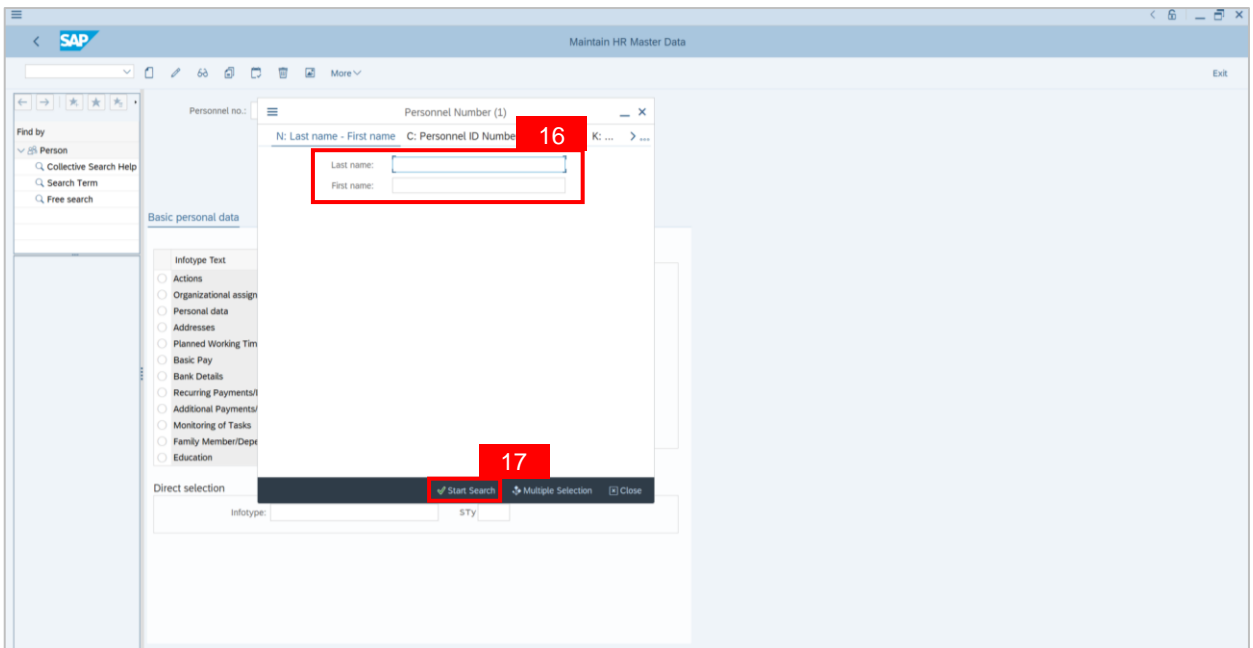 SAP
Maintain HR Master Data
More
Exit
Personnel no.:
Find by
Person
Collective Search Help
Search Term
Free search
Personnel Number (1)
N: Last name - First name C: Personnel ID Numbe 16 K: ... ...
Last name:
First name:
Basic personal data
Infotype Text
Actions
Organizational assign
Personal data
Addresses
Planned Working Tim
Basic Pay
Bank Details
Recurring Payments/
Additional Payments/
Monitoring of Tasks
Family Member/Depe
Education
17
Start Search Multiple Selection Close
Direct selection
Infotype: STy